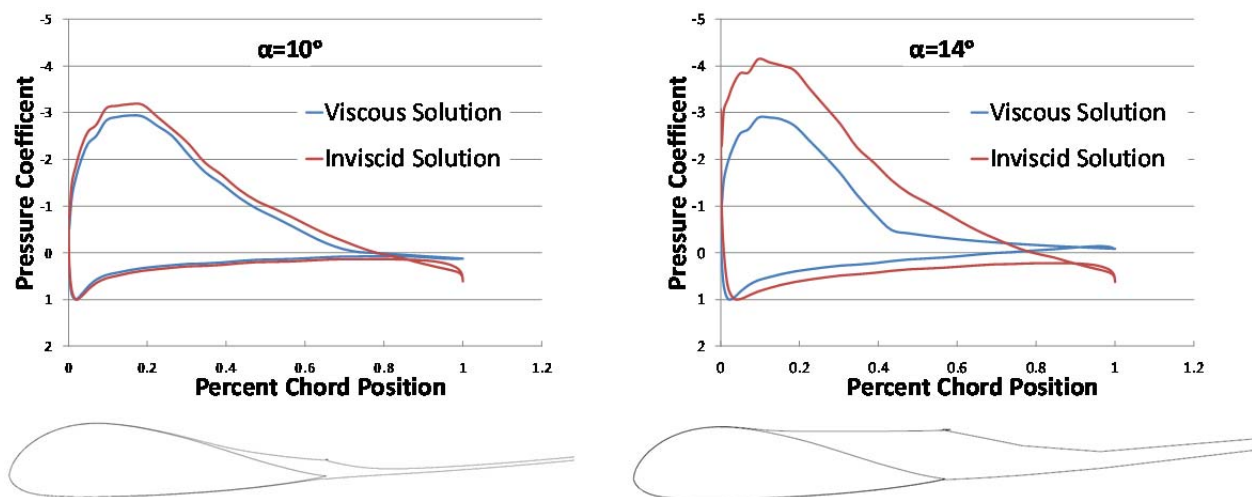 -5
-4
-3
-2
-1
0
1
2
Pressure Coefficent
α=10º
Viscous Solution
Inviscid Solution
0 0.2 0.4 0.6 0.8 1 1.2
Percent Chord Position
-5
-4
-3
-2
-1
0
1
2
Pressure Coefficent
α=14º
Viscous Solution
Inviscid Solution
0 0.2 0.4 0.6 0.8 1 1.2
Percent Chord Position